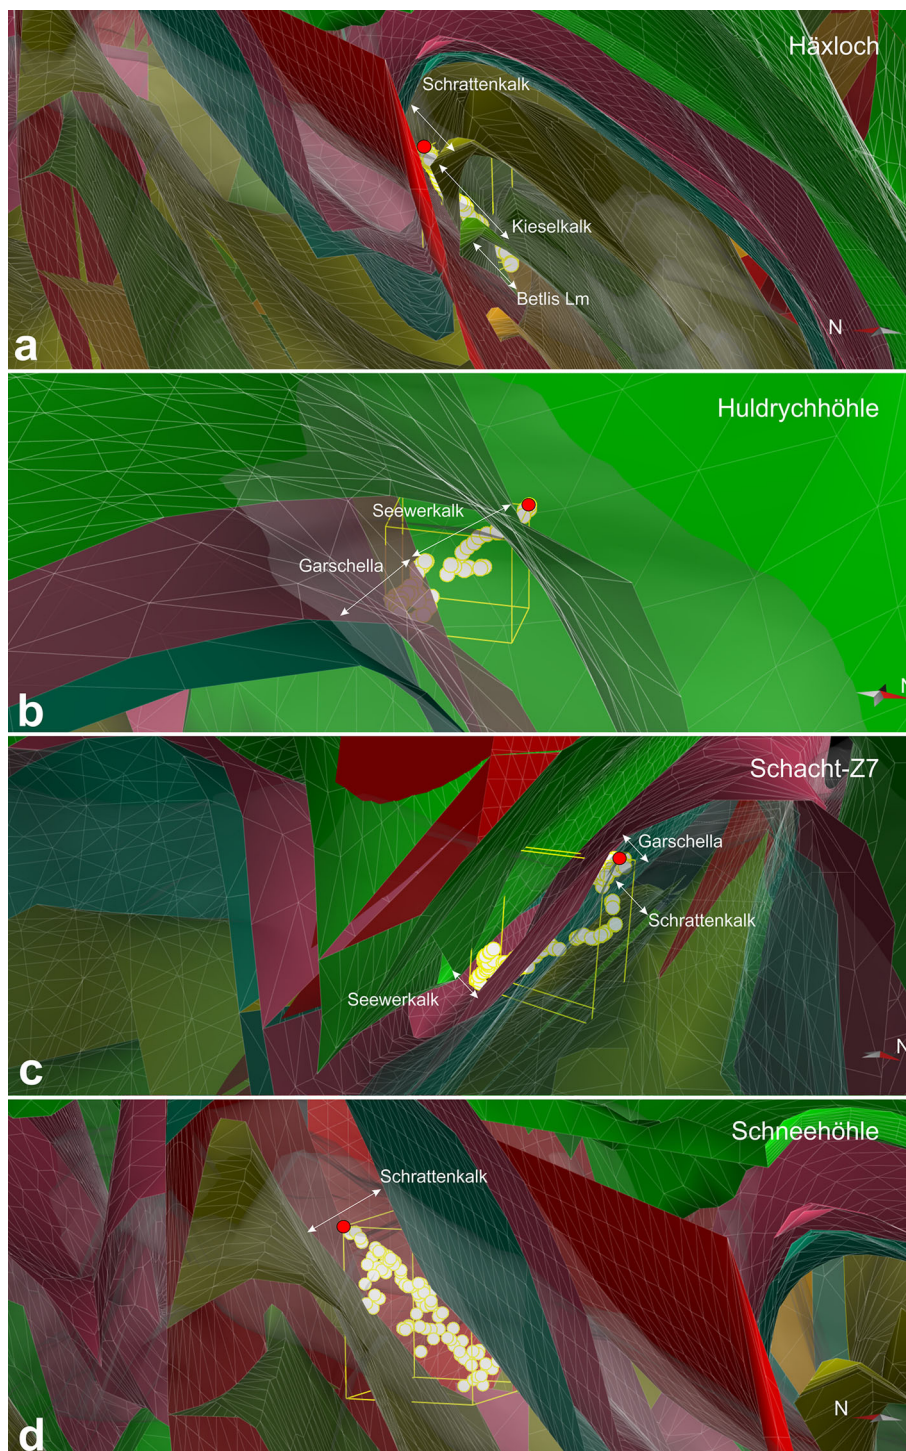 Häxloch
Schrattenkalk
Kieselkalk
Betlis Lm
N
a
Huldrychhöhle
Seewerkalk
Garschella
N
b
Schacht-Z7
Garschella
Schrattenkalk
Seewerkalk
N
c
Schneehöhle
Schrattenkalk
N
d